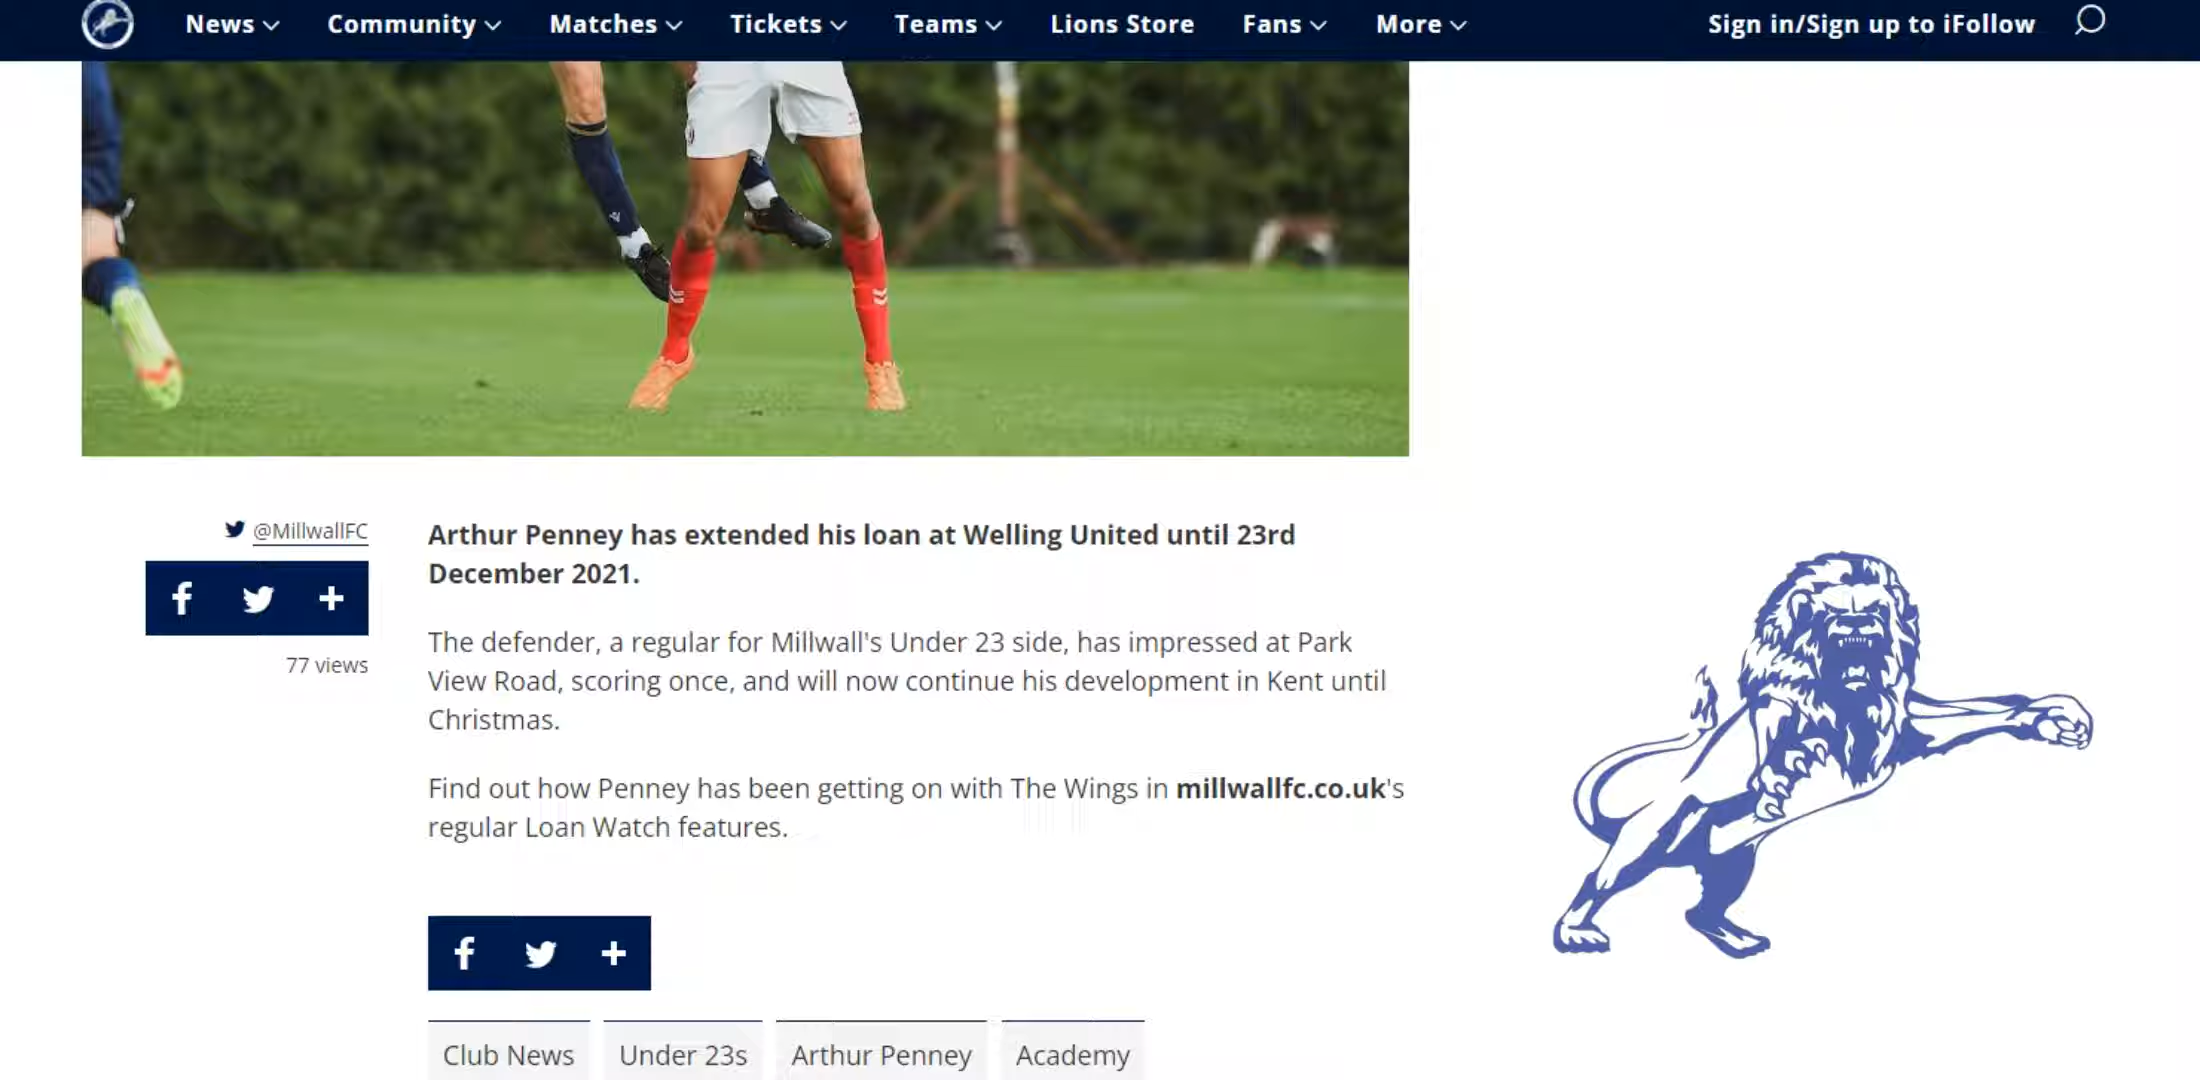 News Community Matches Tickets Teams Lions Store Fans More Sign in/Sign up to iFollow
@MillwallFC
77 views
Arthur Penney has extended his loan at Welling United until 23rd
December 2021.
The defender, a regular for Millwall's Under 23 side, has impressed at Park
View Road, scoring once, and will now continue his development in Kent until
Christmas.
Find out how Penney has been getting on with The Wings in millwallfc.co.uk's
regular Loan Watch features.
Club News Under 23s Arthur Penney Academy